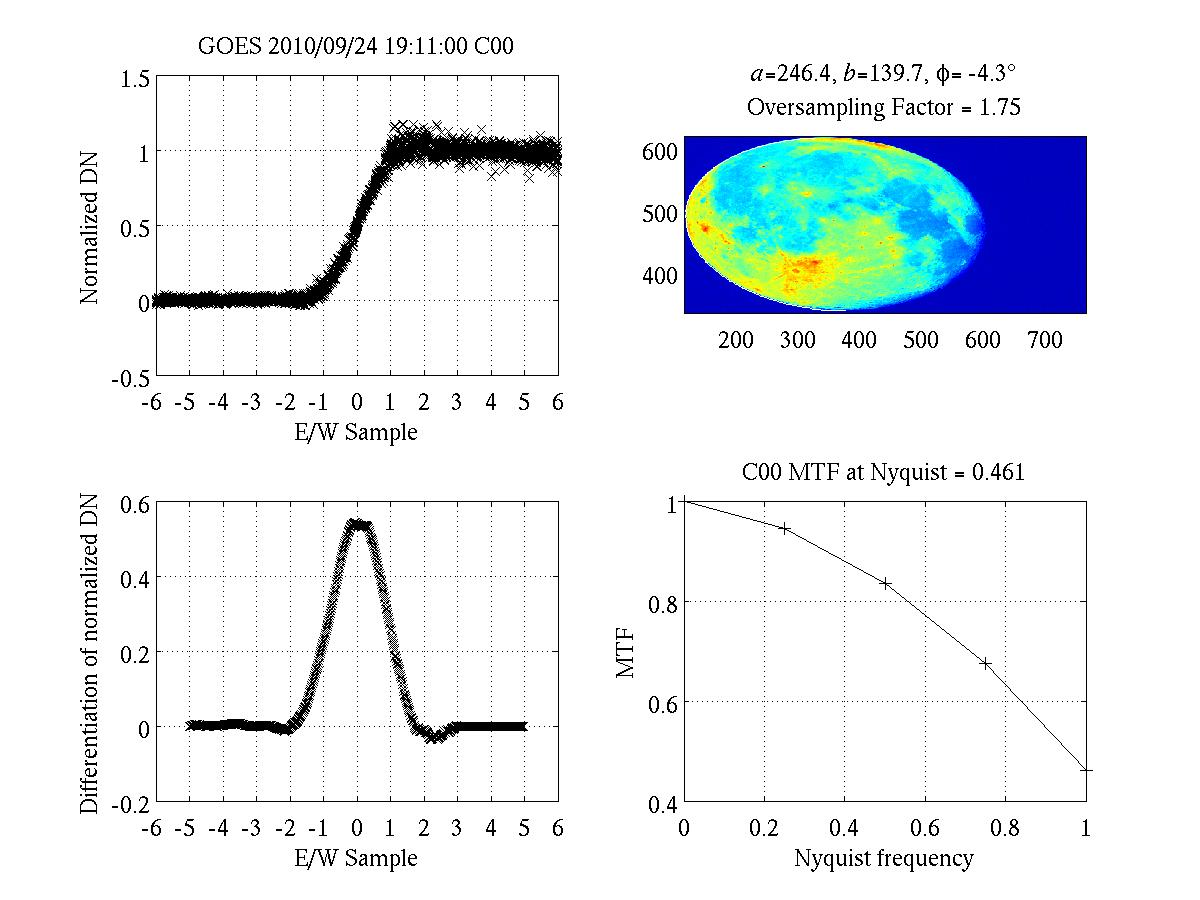 GOES 2010/09/24 19:11:00 C00
1.5
1
0.5
0
-0.5
Normalized DN
-6 -5 -4 -3 -2 -1 0 1 2 3 4 5 6
E/W Sample
a=246.4, b=139.7, ϕ= -4.3°
Oversampling Factor = 1.75
600
500
400
200 300 400 500 600 700
0.6
0.4
0.2
0
-0.2
Differentiation of normalized DN
-6 -5 -4 -3 -2 -1 0 1 2 3 4 5 6
E/W Sample
C00 MTF at Nyquist = 0.461
1
0.8
0.6
0.4
MTF
0 0.2 0.4 0.6 0.8 1
Nyquist frequency